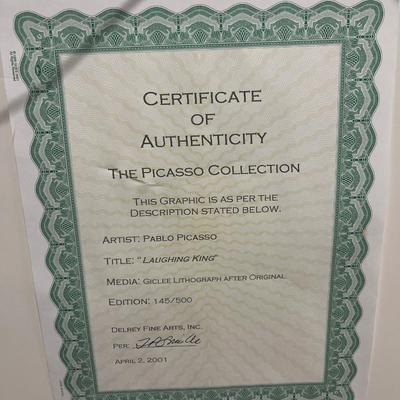 CERTIFICATE
OF
AUTHENTICITY
THE PICASSO COLLECTION
THIS GRAPHIC IS AS PER THE
DESCRIPTION STATED BELOW.
ARTIST: PABLO PICASSO
TITLE: "LAUGHING KING"
MEDIA: GICLEE LITHOGRAPH AFTER ORIGINAL
EDITION: 145/500
DELREY FINE ARTS, INC.
PER:
APRIL 2, 2001